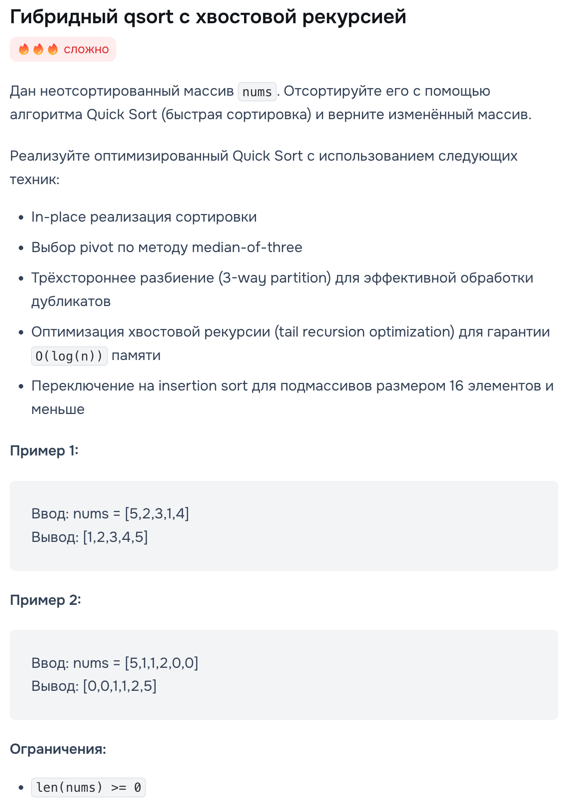 Гибридный qsort с хвостовой рекурсией
🔥🔥🔥 сложно
Дан неотсортированный массив nums. Отсортируйте его с помощью
алгоритма Quick Sort (быстрая сортировка) и верните изменённый массив.
Реализуйте оптимизированный Quick Sort с использованием следующих
техник:
• In-place реализация сортировки
• Выбор pivot по методу median-of-three
• Трёхстороннее разбиение (3-way partition) для эффективной обработки
дубликатов
• Оптимизация хвостовой рекурсии (tail recursion optimization) для гарантии
O(log(n)) памяти
• Переключение на insertion sort для подмассивов размером 16 элементов и
меньше
Пример 1:
Ввод: nums = [5,2,3,1,4]
Вывод: [1,2,3,4,5]
Пример 2:
Ввод: nums = [5,1,1,2,0,0]
Вывод: [0,0,1,1,2,5]
Ограничения:
• len(nums) >= 0